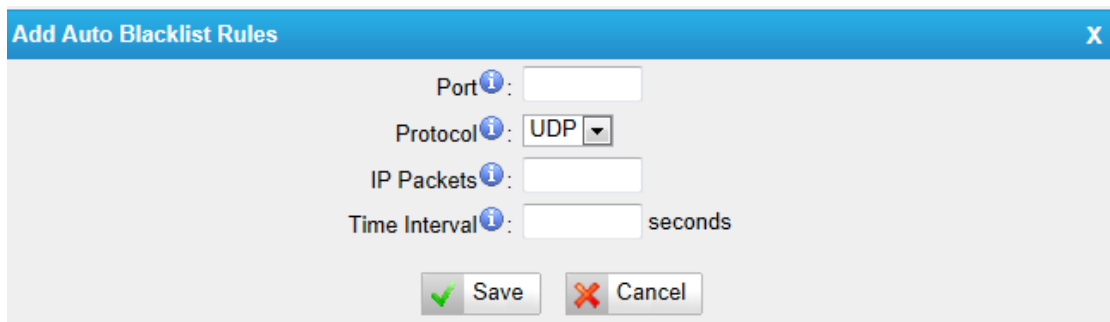 Add Auto Blacklist Rules X
Port i :
Protocol i : UDP
IP Packets i :
Time Interval i : seconds
Save Cancel